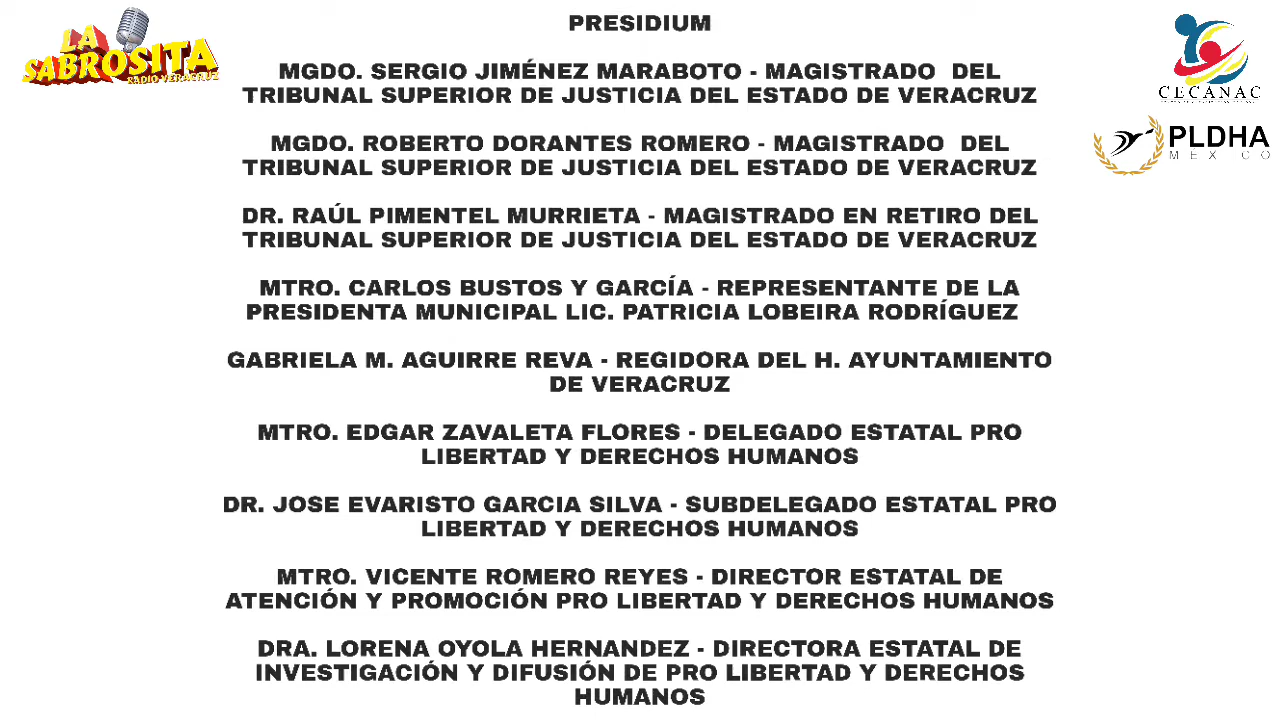 PRESIDIUM
LA
SABROSITA
RADIO VERACRUZ
CECANAC
PLDHA
MÉXICO
MGDO. SERGIO JIMÉNEZ MARABOTO - MAGISTRADO DEL
TRIBUNAL SUPERIOR DE JUSTICIA DEL ESTADO DE VERACRUZ
MGDO. ROBERTO DORANTES ROMERO - MAGISTRADO DEL
TRIBUNAL SUPERIOR DE JUSTICIA DEL ESTADO DE VERACRUZ
DR. RAÚL PIMENTEL MURRIETA - MAGISTRADO EN RETIRO DEL
TRIBUNAL SUPERIOR DE JUSTICIA DEL ESTADO DE VERACRUZ
MTRO. CARLOS BUSTOS Y GARCÍA - REPRESENTANTE DE LA
PRESIDENTA MUNICIPAL LIC. PATRICIA LOBEIRA RODRÍGUEZ
GABRIELA M. AGUIRRE REVA - REGIDORA DEL H. AYUNTAMIENTO
DE VERACRUZ
MTRO. EDGAR ZAVALETA FLORES - DELEGADO ESTATAL PRO
LIBERTAD Y DERECHOS HUMANOS
DR. JOSE EVARISTO GARCIA SILVA - SUBDELEGADO ESTATAL PRO
LIBERTAD Y DERECHOS HUMANOS
MTRO. VICENTE ROMERO REYES - DIRECTOR ESTATAL DE
ATENCIÓN Y PROMOCIÓN PRO LIBERTAD Y DERECHOS HUMANOS
DRA. LORENA OYOLA HERNANDEZ - DIRECTORA ESTATAL DE
INVESTIGACIÓN Y DIFUSIÓN DE PRO LIBERTAD Y DERECHOS
HUMANOS